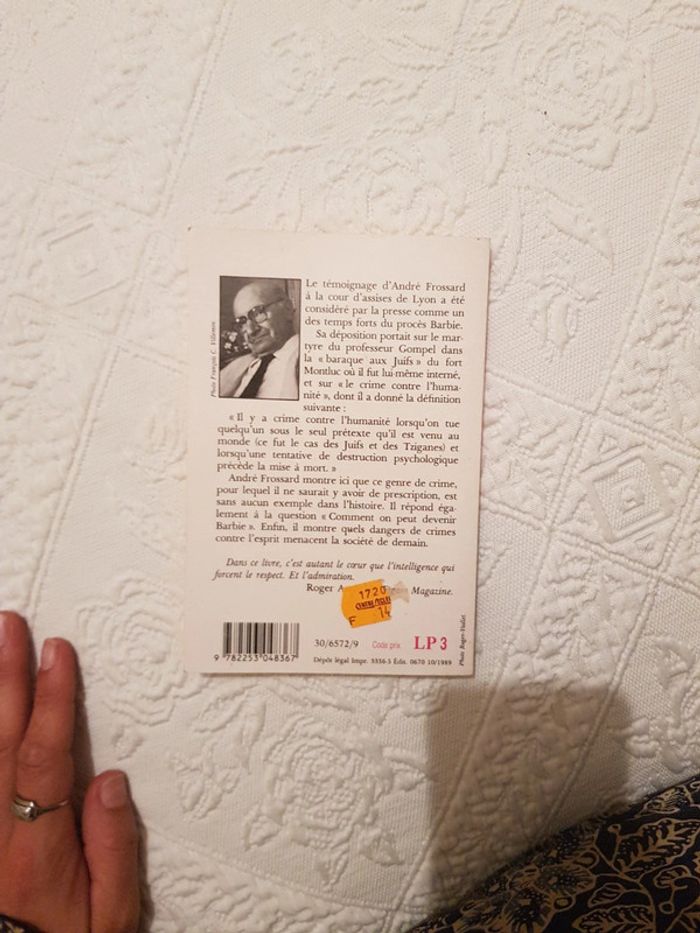 Le témoignage d'André Frossard
à la cour d'assises de Lyon a été
considéré par la presse comme un
des temps forts du procès Barbie.
Sa déposition portait sur le mar-
tyre du professeur Gompel dans
la « baraque aux Juifs » du fort
Montluc où il fut lui-même interné,
et sur « le crime contre l'huma-
nité », dont il a donné la définition
suivante :
« Il y a crime contre l'humanité lorsqu'on tue
quelqu'un sous le seul prétexte qu'il est venu au
monde (ce fut le cas des Juifs et des Tziganes) et
lorsqu'une tentative de destruction psychologique
précède la mise à mort. »
André Frossard montre ici que ce genre de crime,
pour lequel il ne saurait y avoir de prescription, est
sans aucun exemple dans l'histoire. Il répond éga-
lement à la question « Comment on peut devenir
Barbie ». Enfin, il montre quels dangers de crimes
contre l'esprit menacent la société de demain.
Dans ce livre, c'est autant le cœur que l'intelligence qui
forcent le respect. Et l'admiration.
Roger Magazine.
1720
F 14
30/6572/9 Code prix LP 3
9 782253 048367
Dépôt légal Impr. 3336-5 Édit. 0670 10/1989
Photo François C. Villemin
Photo Roger-Viollet